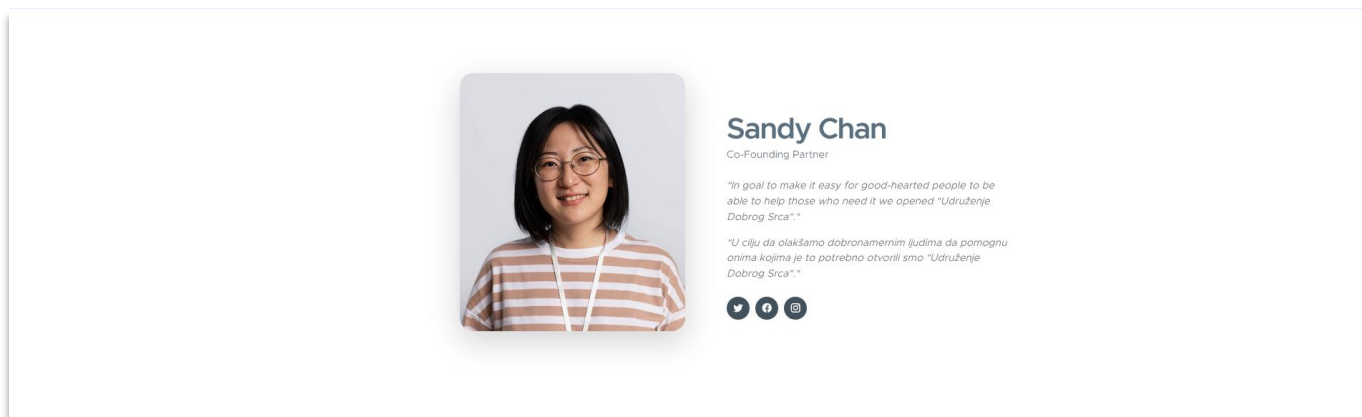 Sandy Chan
Co-Founding Partner
"In goal to make it easy for good-hearted people to be
able to help those who need it we opened "Udruženje
Dobrog Srca"."
"U cilju da olakšamo dobronamernim ljudima da pomognu
onima kojima je to potrebno otvorili smo "Udruženje
Dobrog Srca"."